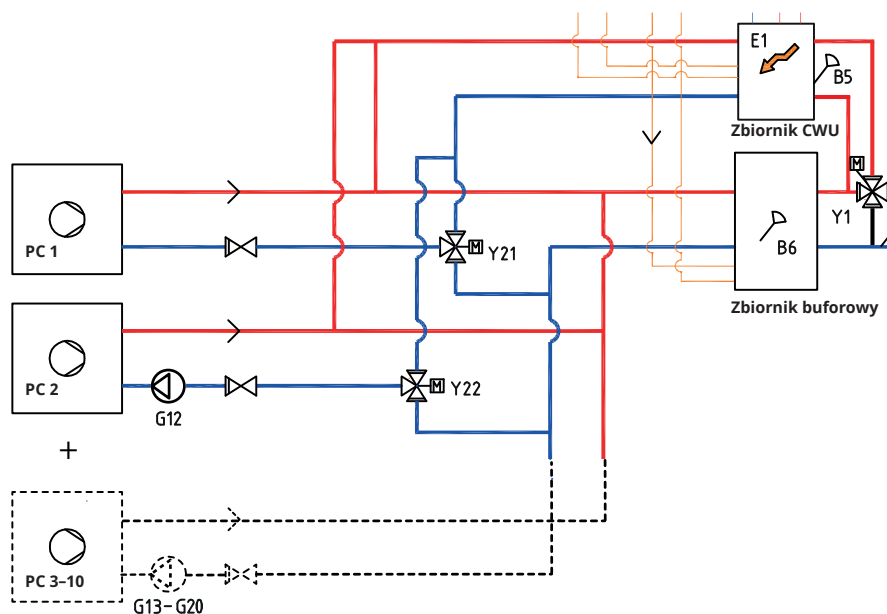 E1
B5
Zbiornik CWU
M
Y1
PC 1
M
Y21
B6
Zbiornik buforowy
PC 2
G12
M
Y22
+
PC 3–10
G13–G20